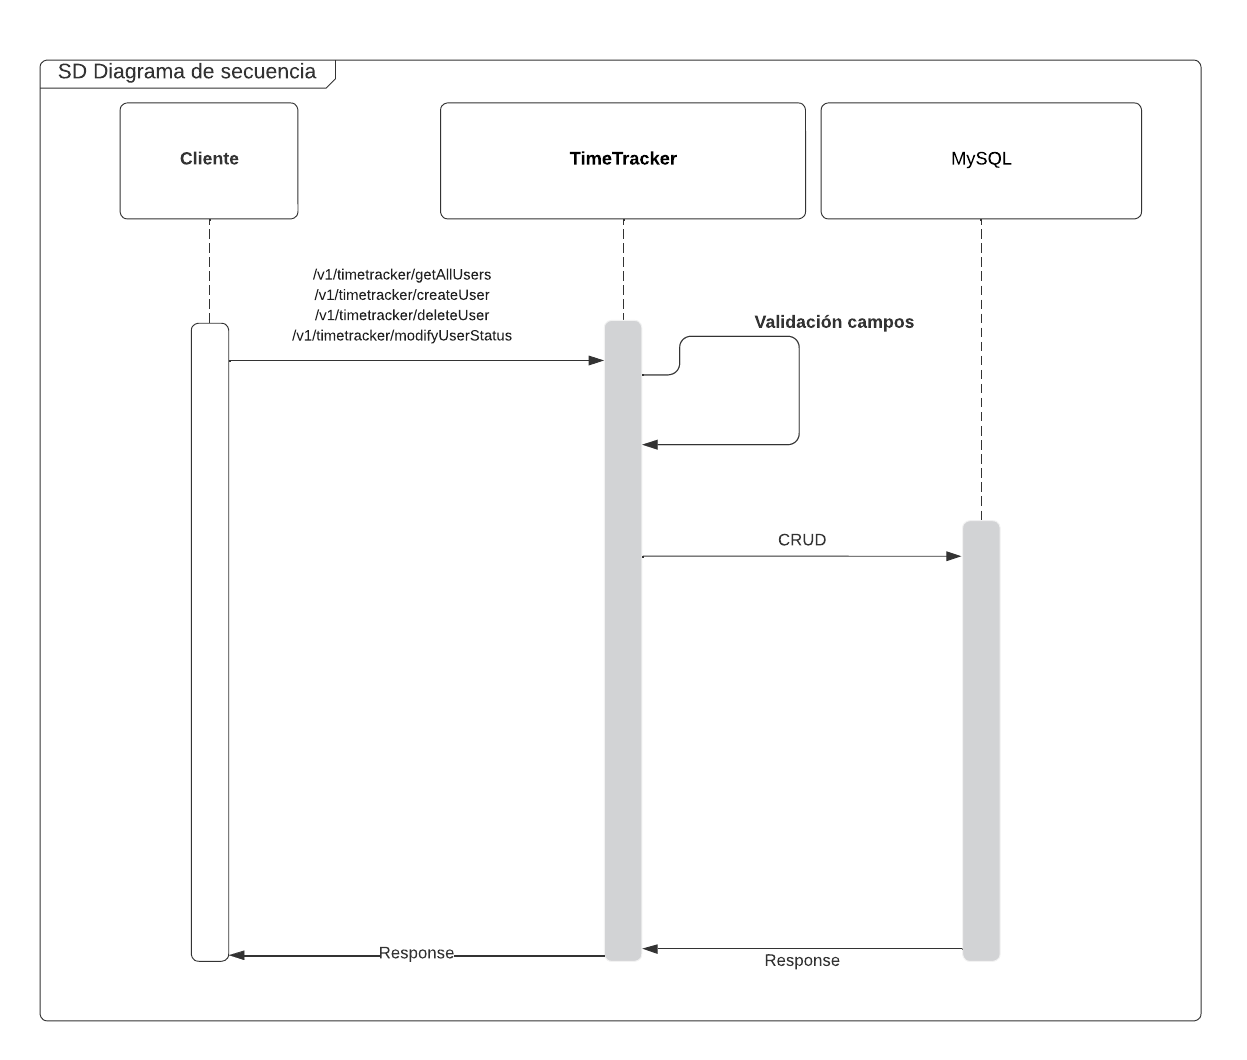 SD Diagrama de secuencia
Cliente
TimeTracker
MySQL
/v1/timetracker/getAllUsers
/v1/timetracker/createUser
/v1/timetracker/deleteUser
/v1/timetracker/modifyUserStatus
Validación campos
CRUD
Response
Response